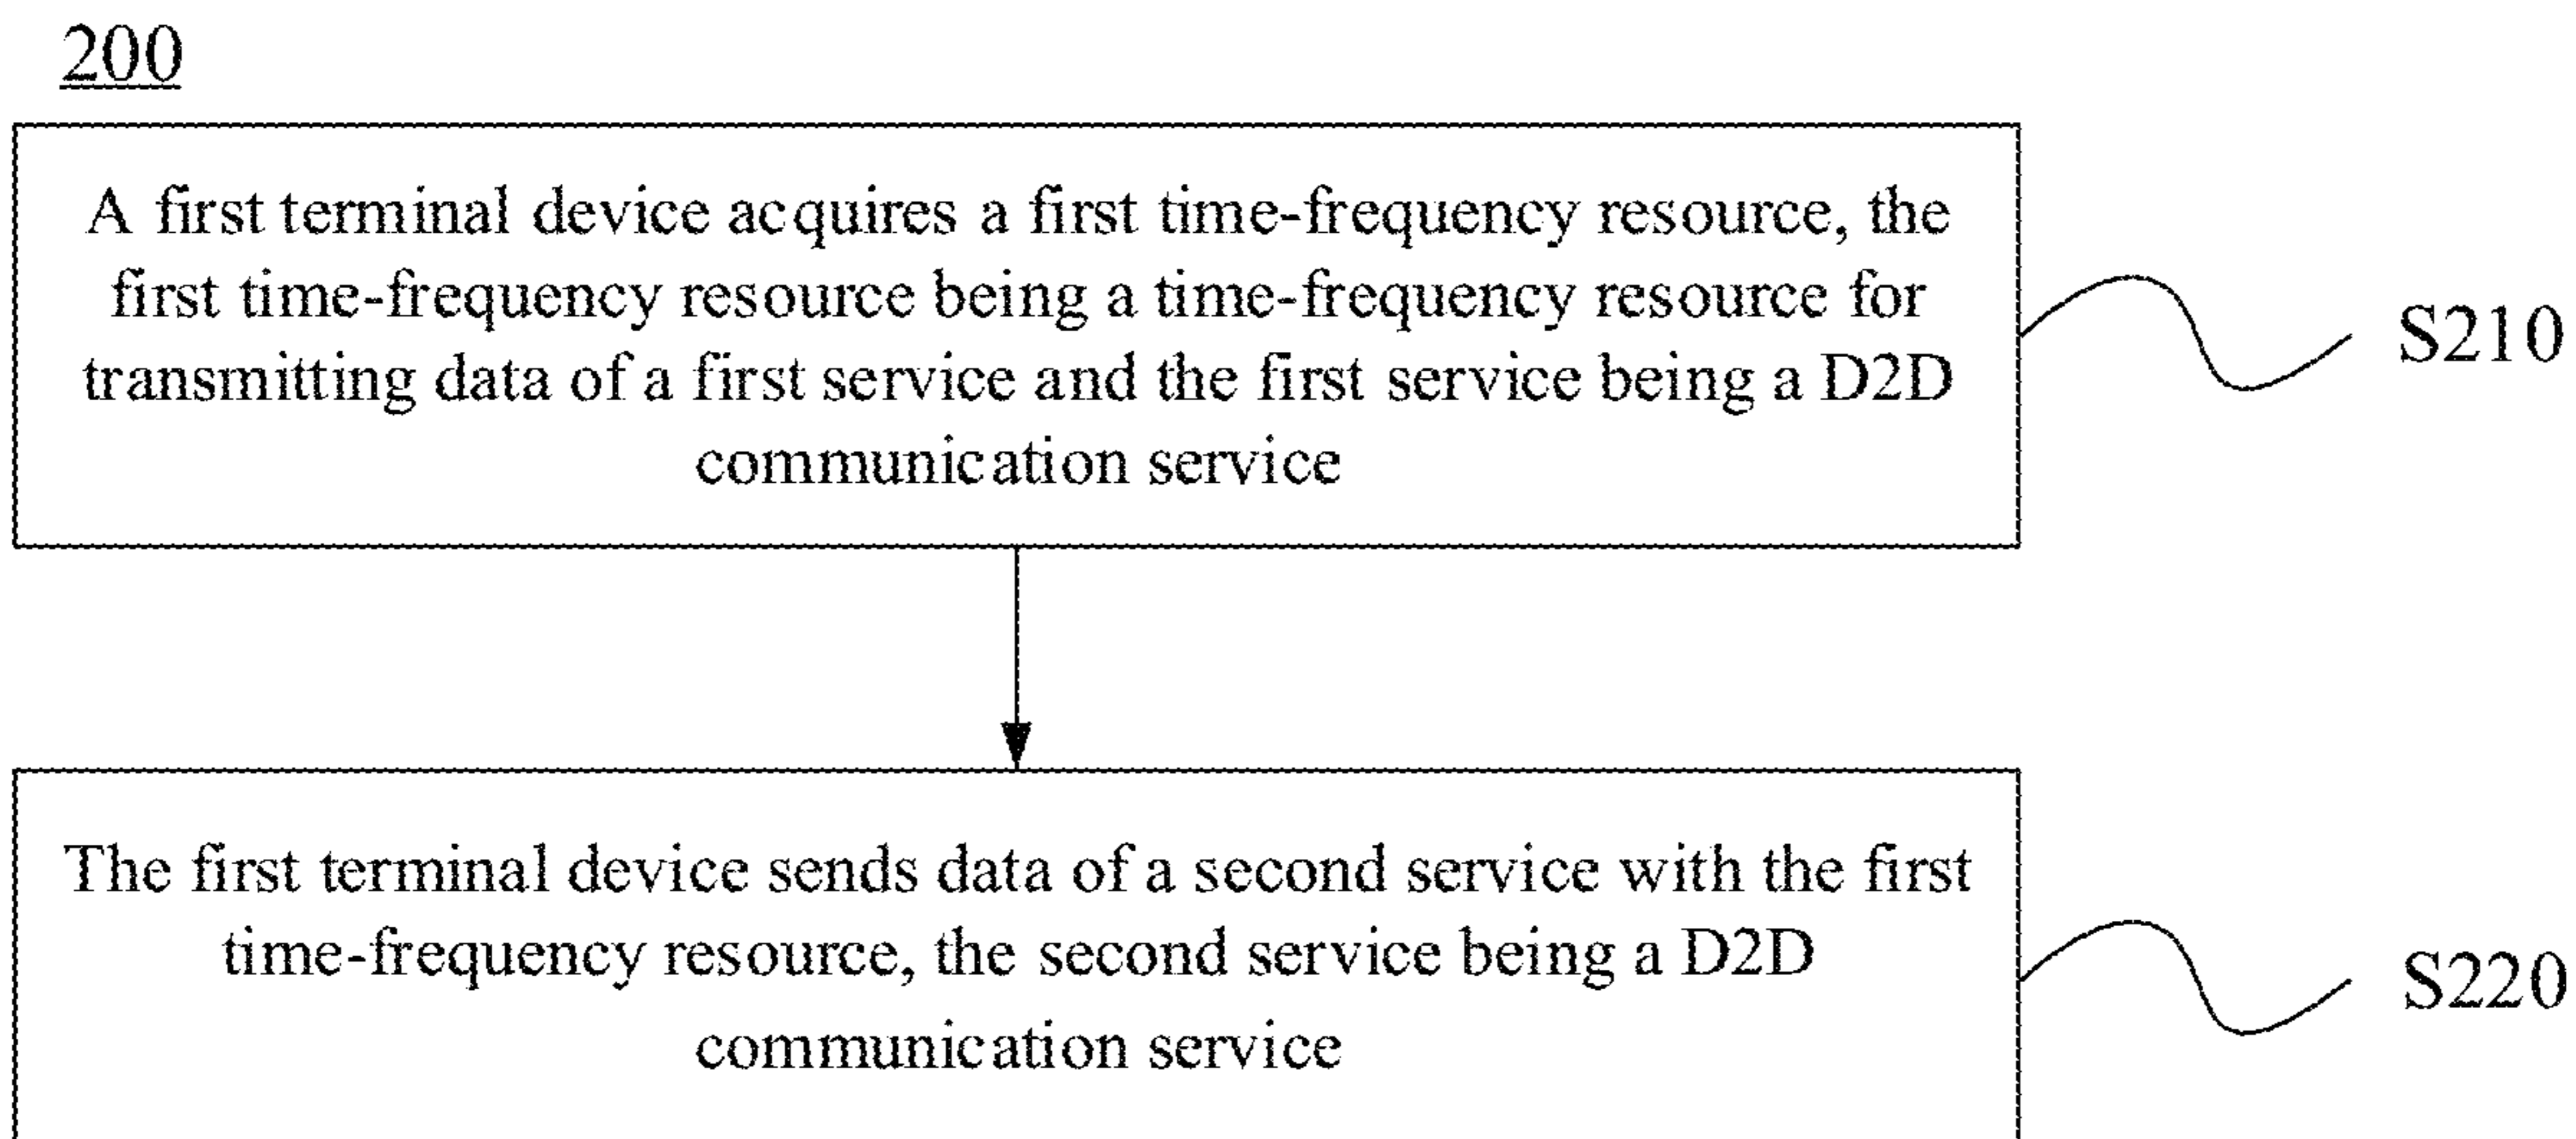 200
A first terminal device acquires a first time-frequency resource, the
first time-frequency resource being a time-frequency resource for
transmitting data of a first service and the first service being a D2D
communication service
S210
The first terminal device sends data of a second service with the first
time-frequency resource, the second service being a D2D
communication service
S220